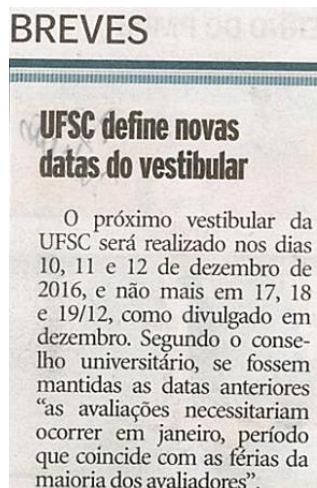 BREVES
UFSC define novas
datas do vestibular
O próximo vestibular da
UFSC será realizado nos dias
10, 11 e 12 de dezembro de
2016, e não mais em 17, 18
e 19/12, como divulgado em
dezembro. Segundo o conse-
lho universitário, se fossem
mantidas as datas anteriores
“as avaliações necessitariam
ocorrer em janeiro, período
que coincide com as férias da
maioria dos avaliadores”.